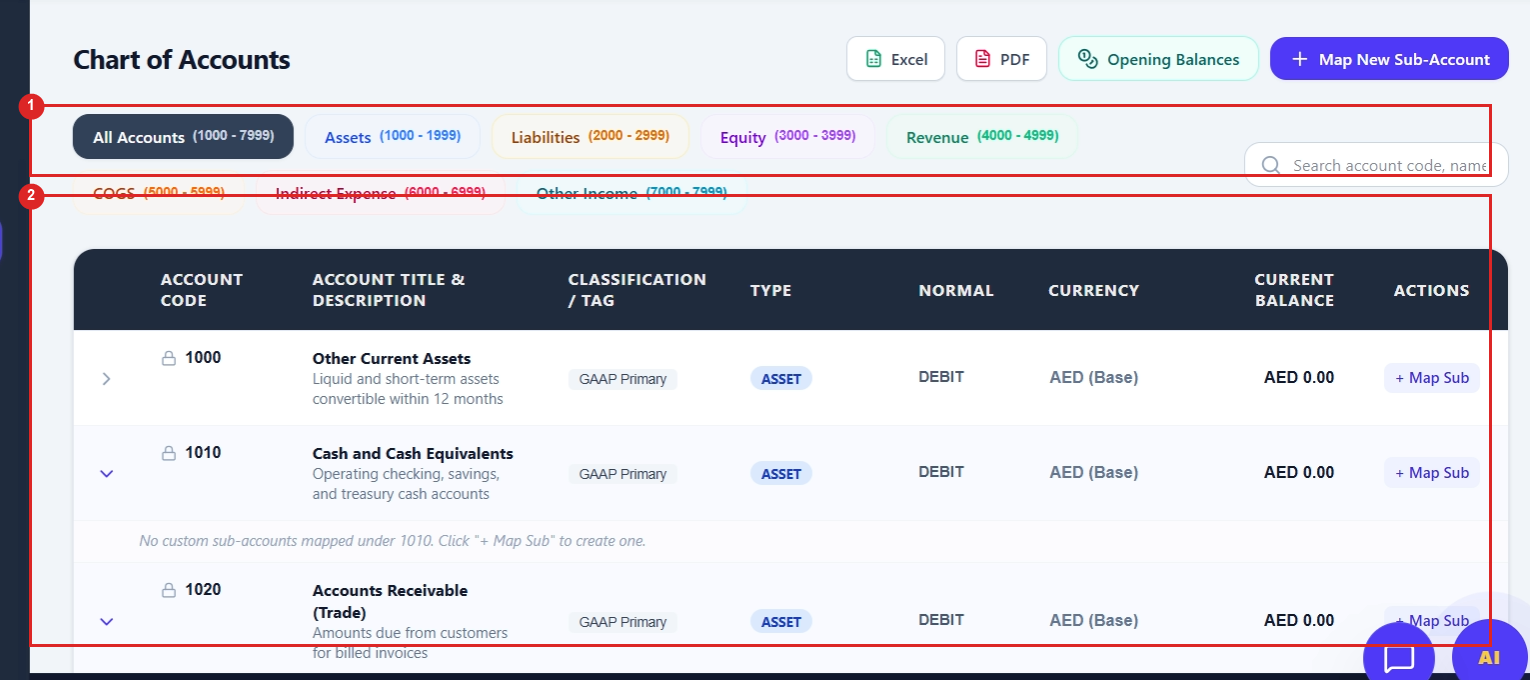 Chart of Accounts
Excel
PDF
Opening Balances
+ Map New Sub-Account
1
All Accounts (1000 - 7999)
Assets (1000 - 1999)
Liabilities (2000 - 2999)
Equity (3000 - 3999)
Revenue (4000 - 4999)
Search account code, name
2
COGS (5000 - 5999)
Indirect Expense (6000 - 6999)
Other Income (7000 - 7999)
ACCOUNT CODE
ACCOUNT TITLE & DESCRIPTION
CLASSIFICATION / TAG
TYPE
NORMAL
CURRENCY
CURRENT BALANCE
ACTIONS
1000
Other Current Assets
Liquid and short-term assets
convertible within 12 months
GAAP Primary
ASSET
DEBIT
AED (Base)
AED 0.00
+ Map Sub
1010
Cash and Cash Equivalents
Operating checking, savings,
and treasury cash accounts
GAAP Primary
ASSET
DEBIT
AED (Base)
AED 0.00
+ Map Sub
No custom sub-accounts mapped under 1010. Click "+ Map Sub" to create one.
1020
Accounts Receivable
(Trade)
Amounts due from customers
for billed invoices
GAAP Primary
ASSET
DEBIT
AED (Base)
AED 0.00
+ Map Sub
AI